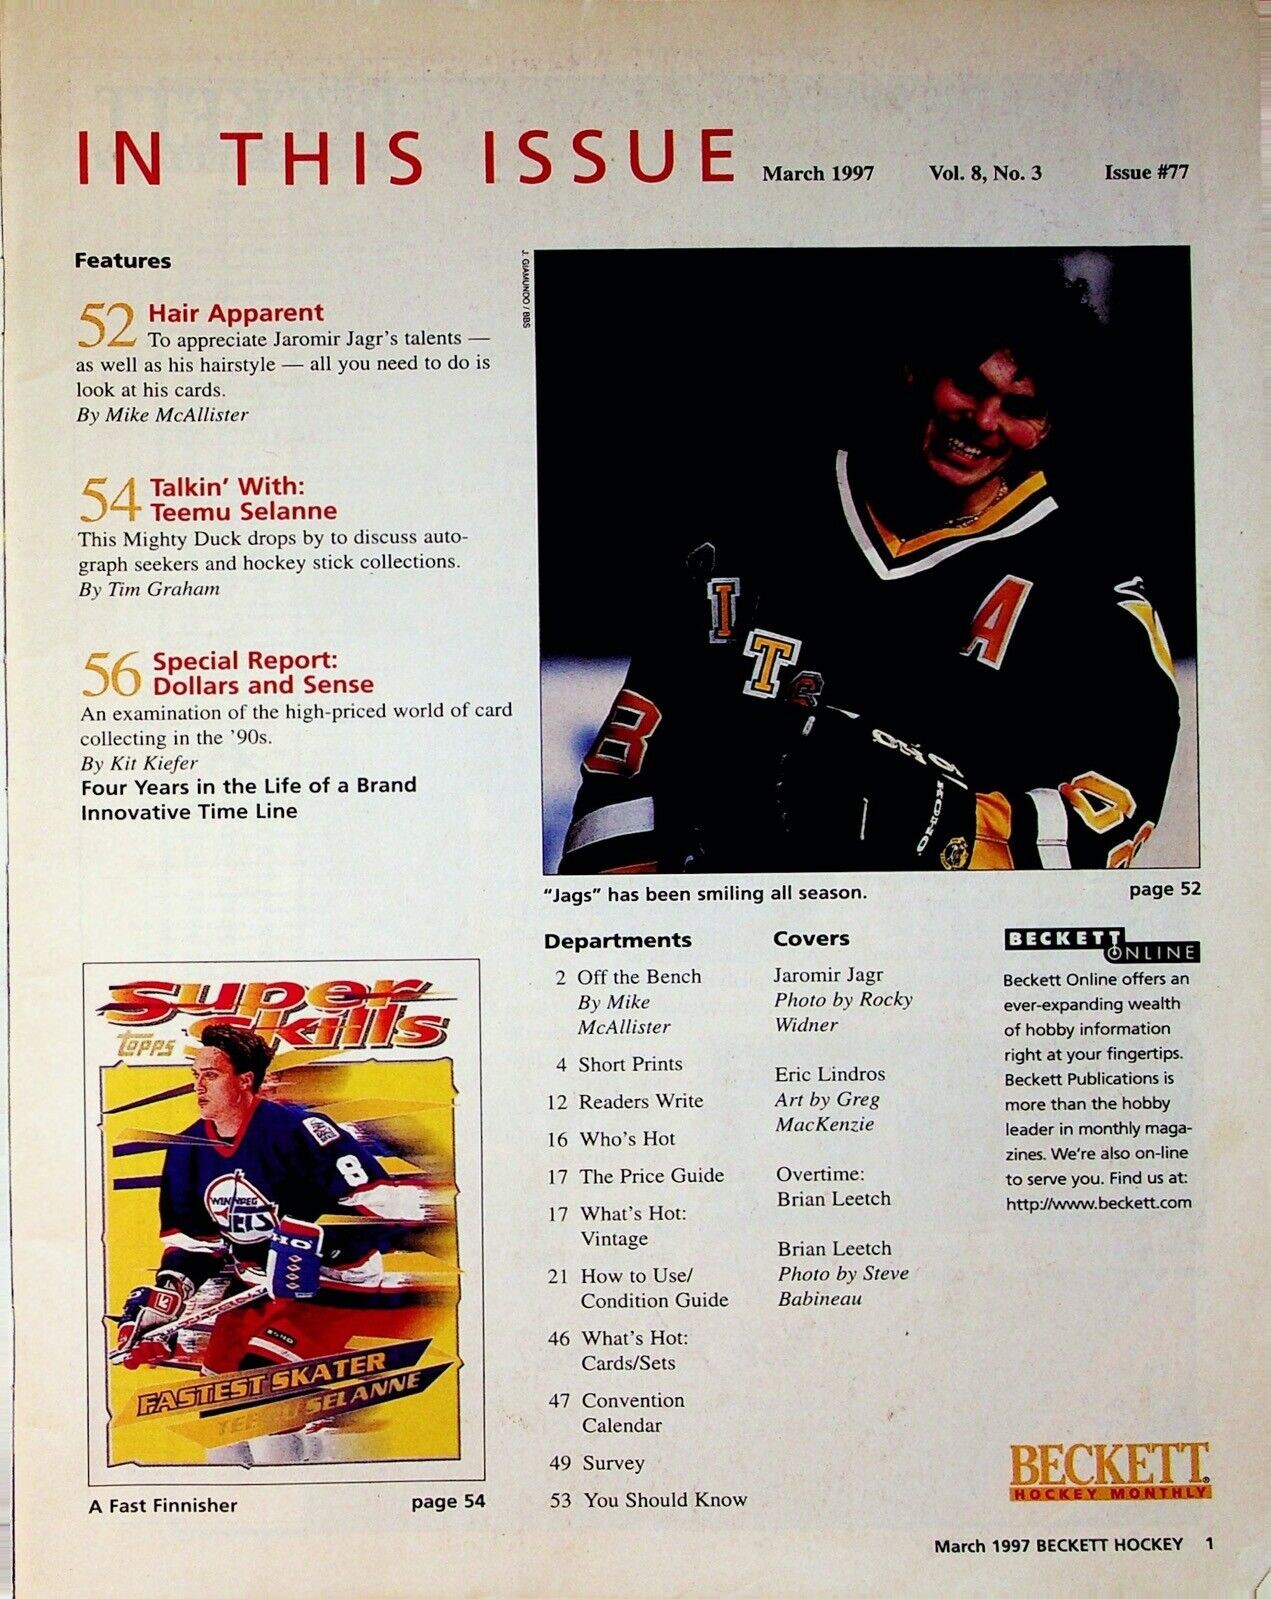 IN THIS ISSUE March 1997 Vol. 8, No. 3 Issue #77
Features
52 Hair Apparent
To appreciate Jaromir Jagr's talents —
as well as his hairstyle — all you need to do is
look at his cards.
By Mike McAllister
54 Talkin' With:
Teemu Selanne
This Mighty Duck drops by to discuss auto-
graph seekers and hockey stick collections.
By Tim Graham
56 Special Report:
Dollars and Sense
An examination of the high-priced world of card
collecting in the '90s.
By Kit Kiefer
Four Years in the Life of a Brand
Innovative Time Line
J. GIAMUNDO / BBS
A
"Jags" has been smiling all season. page 52
Super
Skills
Topps
8
WINNIPEG
JETS
FASTEST SKATER
TEEMU SELANNE
A Fast Finnisher page 54
Departments
2 Off the Bench
By Mike
McAllister
4 Short Prints
12 Readers Write
16 Who's Hot
17 The Price Guide
17 What's Hot:
Vintage
21 How to Use/
Condition Guide
46 What's Hot:
Cards/Sets
47 Convention
Calendar
49 Survey
53 You Should Know
Covers
Jaromir Jagr
Photo by Rocky
Widner
Eric Lindros
Art by Greg
MacKenzie
Overtime:
Brian Leetch
Brian Leetch
Photo by Steve
Babineau
BECKETT
ONLINE
Beckett Online offers an
ever-expanding wealth
of hobby information
right at your fingertips.
Beckett Publications is
more than the hobby
leader in monthly maga-
zines. We're also on-line
to serve you. Find us at:
http://www.beckett.com
BECKETT®
HOCKEY MONTHLY
March 1997 BECKETT HOCKEY 1